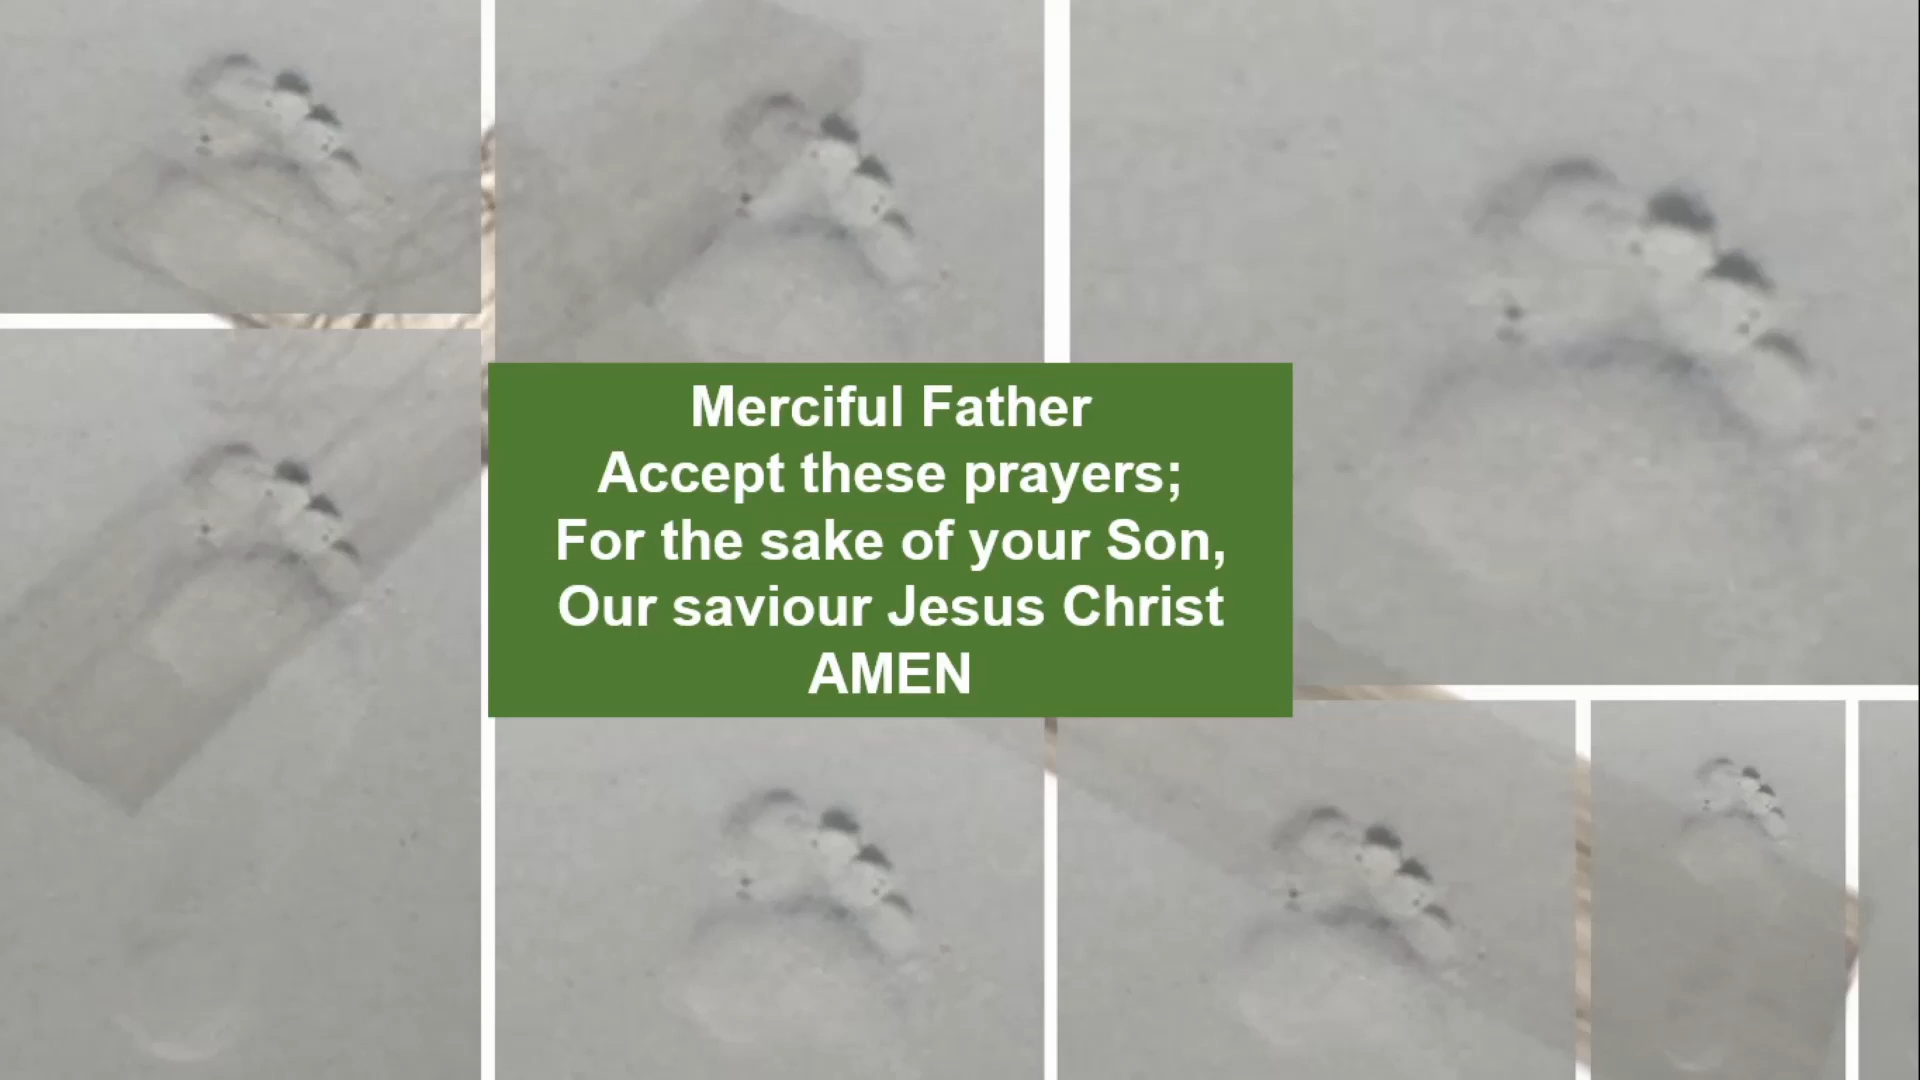 Merciful Father
Accept these prayers;
For the sake of your Son,
Our saviour Jesus Christ
AMEN